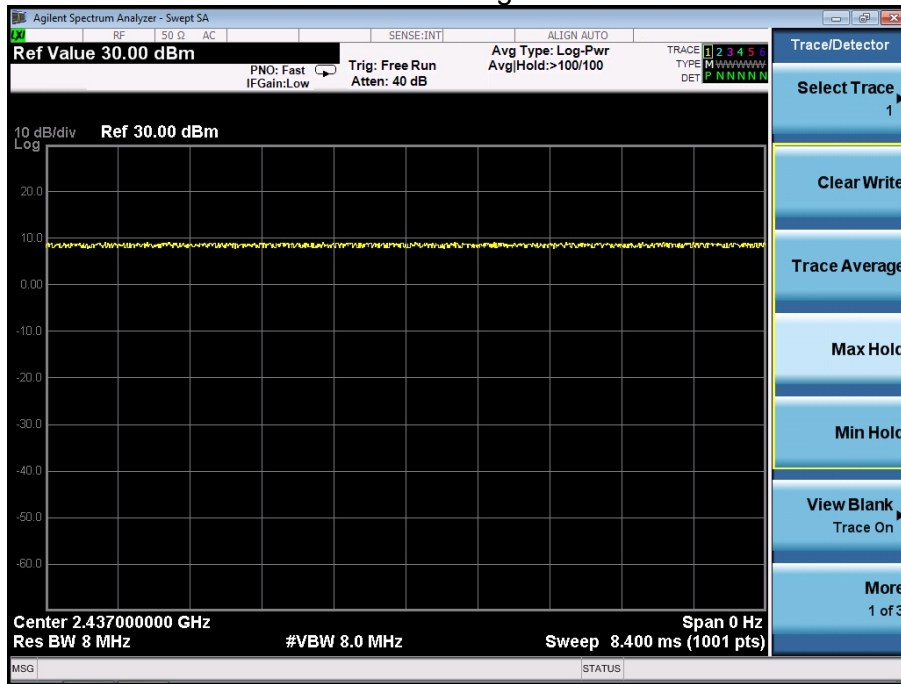 Agilent Spectrum Analyzer - Swept SA
LXI RF 50 Ω AC SENSE:INT ALIGN AUTO
Ref Value 30.00 dBm
PNO: Fast
IFGain:Low
Trig: Free Run
Atten: 40 dB
Avg Type: Log-Pwr
Avg|Hold:>100/100
TRACE 1 2 3 4 5 6
TYPE M WWWWW
DET P N N N N N
10 dB/div Ref 30.00 dBm
Log
20.0
10.0
0.00
-10.0
-20.0
-30.0
-40.0
-50.0
-60.0
Center 2.437000000 GHz Span 0 Hz
Res BW 8 MHz #VBW 8.0 MHz Sweep 8.400 ms (1001 pts)
MSG STATUS
Trace/Detector
Select Trace
1
Clear Write
Trace Average
Max Hold
Min Hold
View Blank
Trace On
More
1 of 3